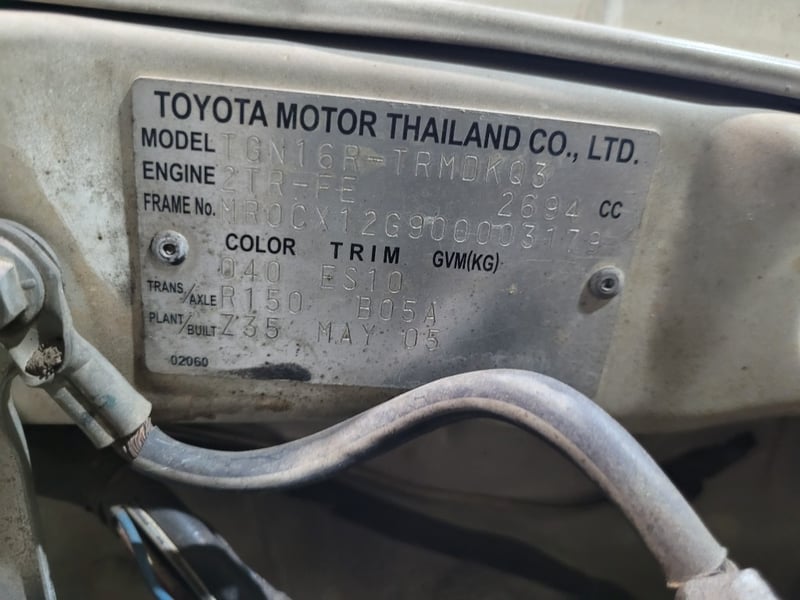 TOYOTA MOTOR THAILAND CO., LTD.
MODEL TGN16R-TRMDKQ3
ENGINE 2TR-FE 2694 CC
FRAME No. MR0CX12G900003179
COLOR TRIM GVM(KG)
040 ES10
TRANS/AXLE R150 B05A
PLANT/BUILT Z35 MAY 05
02060